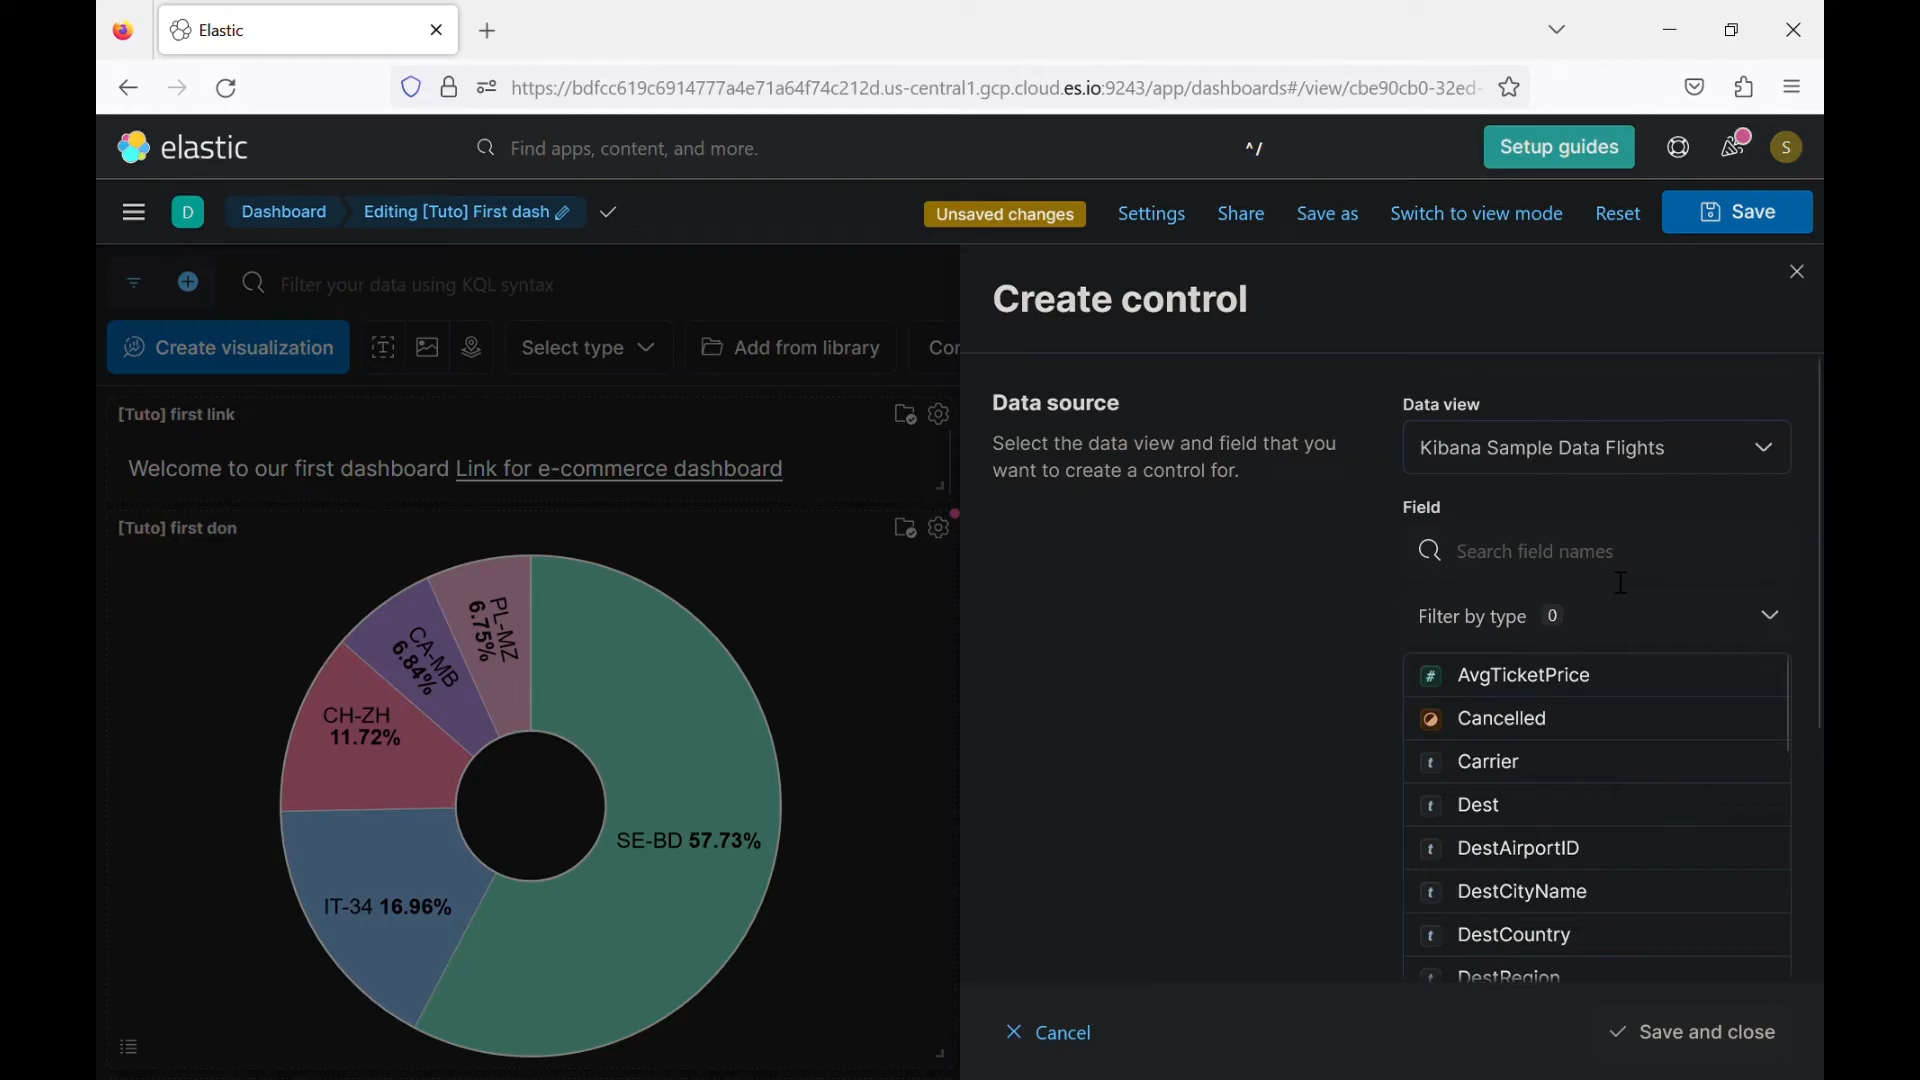 Elastic
https://bdfcc619c6914777a4e71a64f74c212d.us-central1.gcp.cloud.es.io:9243/app/dashboards#/view/cbe90cb0-32ed-
elastic
Find apps, content, and more.
^/
Setup guides
S
D
Dashboard
Editing [Tuto] First dash
Unsaved changes
Settings
Share
Save as
Switch to view mode
Reset
Save
Filter your data using KQL syntax
Create visualization
Select type
Add from library
Cor
[Tuto] first link
Welcome to our first dashboard Link for e-commerce dashboard
[Tuto] first don
PL-MZ
6.75%
CA-MB
6.84%
CH-ZH
11.72%
SE-BD 57.73%
IT-34 16.96%
Create control
Data source
Select the data view and field that you
want to create a control for.
Data view
Kibana Sample Data Flights
Field
Search field names
Filter by type 0
# AvgTicketPrice
Cancelled
t Carrier
t Dest
t DestAirportID
t DestCityName
t DestCountry
t DestRegion
Cancel
Save and close